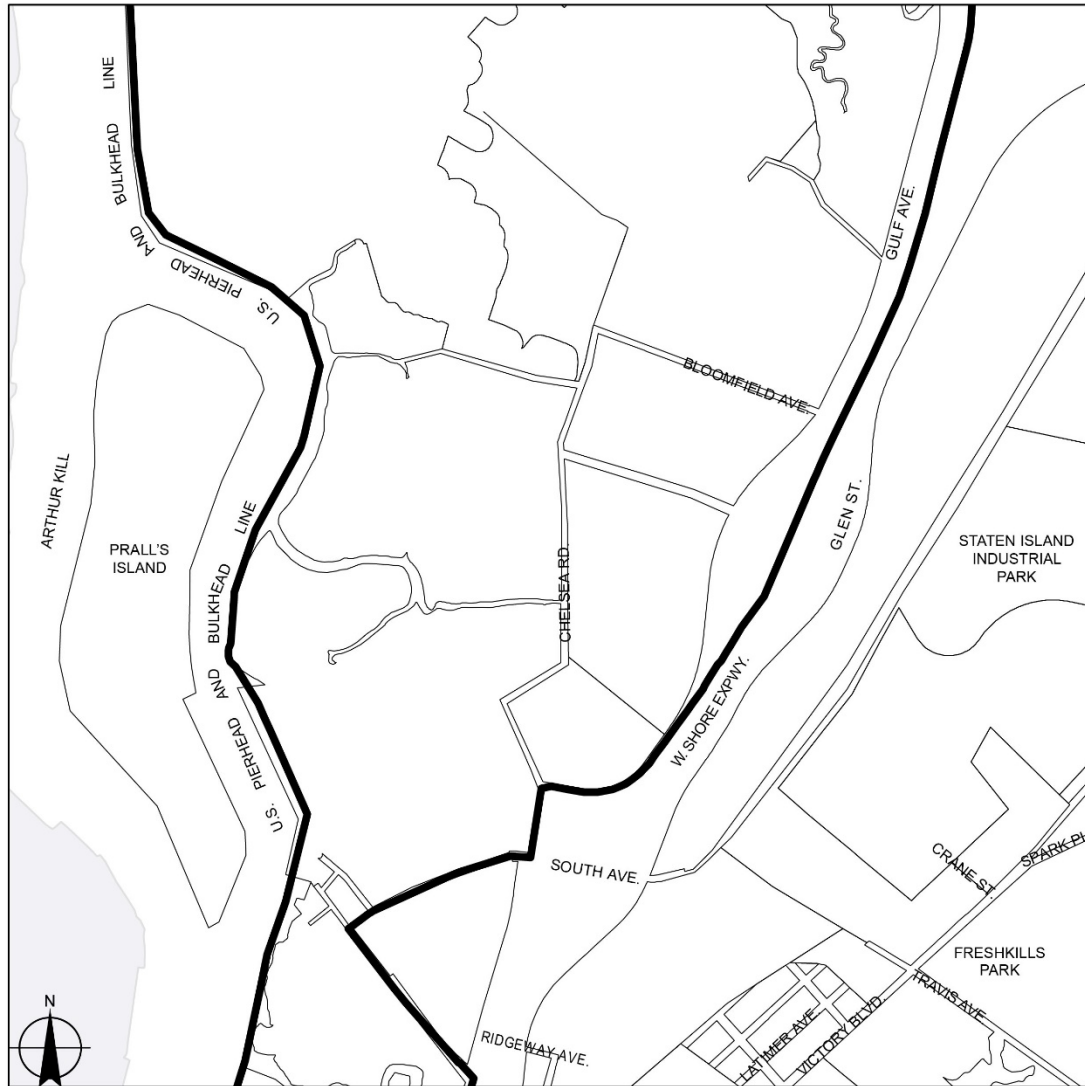 U.S. PIERHEAD AND BULKHEAD LINE
GULF AVE.
BLOOMFIELD AVE.
ARTHUR KILL
PRALL'S
ISLAND
U.S. PIERHEAD AND BULKHEAD LINE
CHELSEA RD.
GLEN ST.
STATEN ISLAND
INDUSTRIAL
PARK
W. SHORE EXPWY.
SOUTH AVE.
CRANE ST.
FRESHKILLS
PARK
TRAVIS AVE.
N
RIDGEWAY AVE.
LATIMER AVE.
VICTORY BLVD.